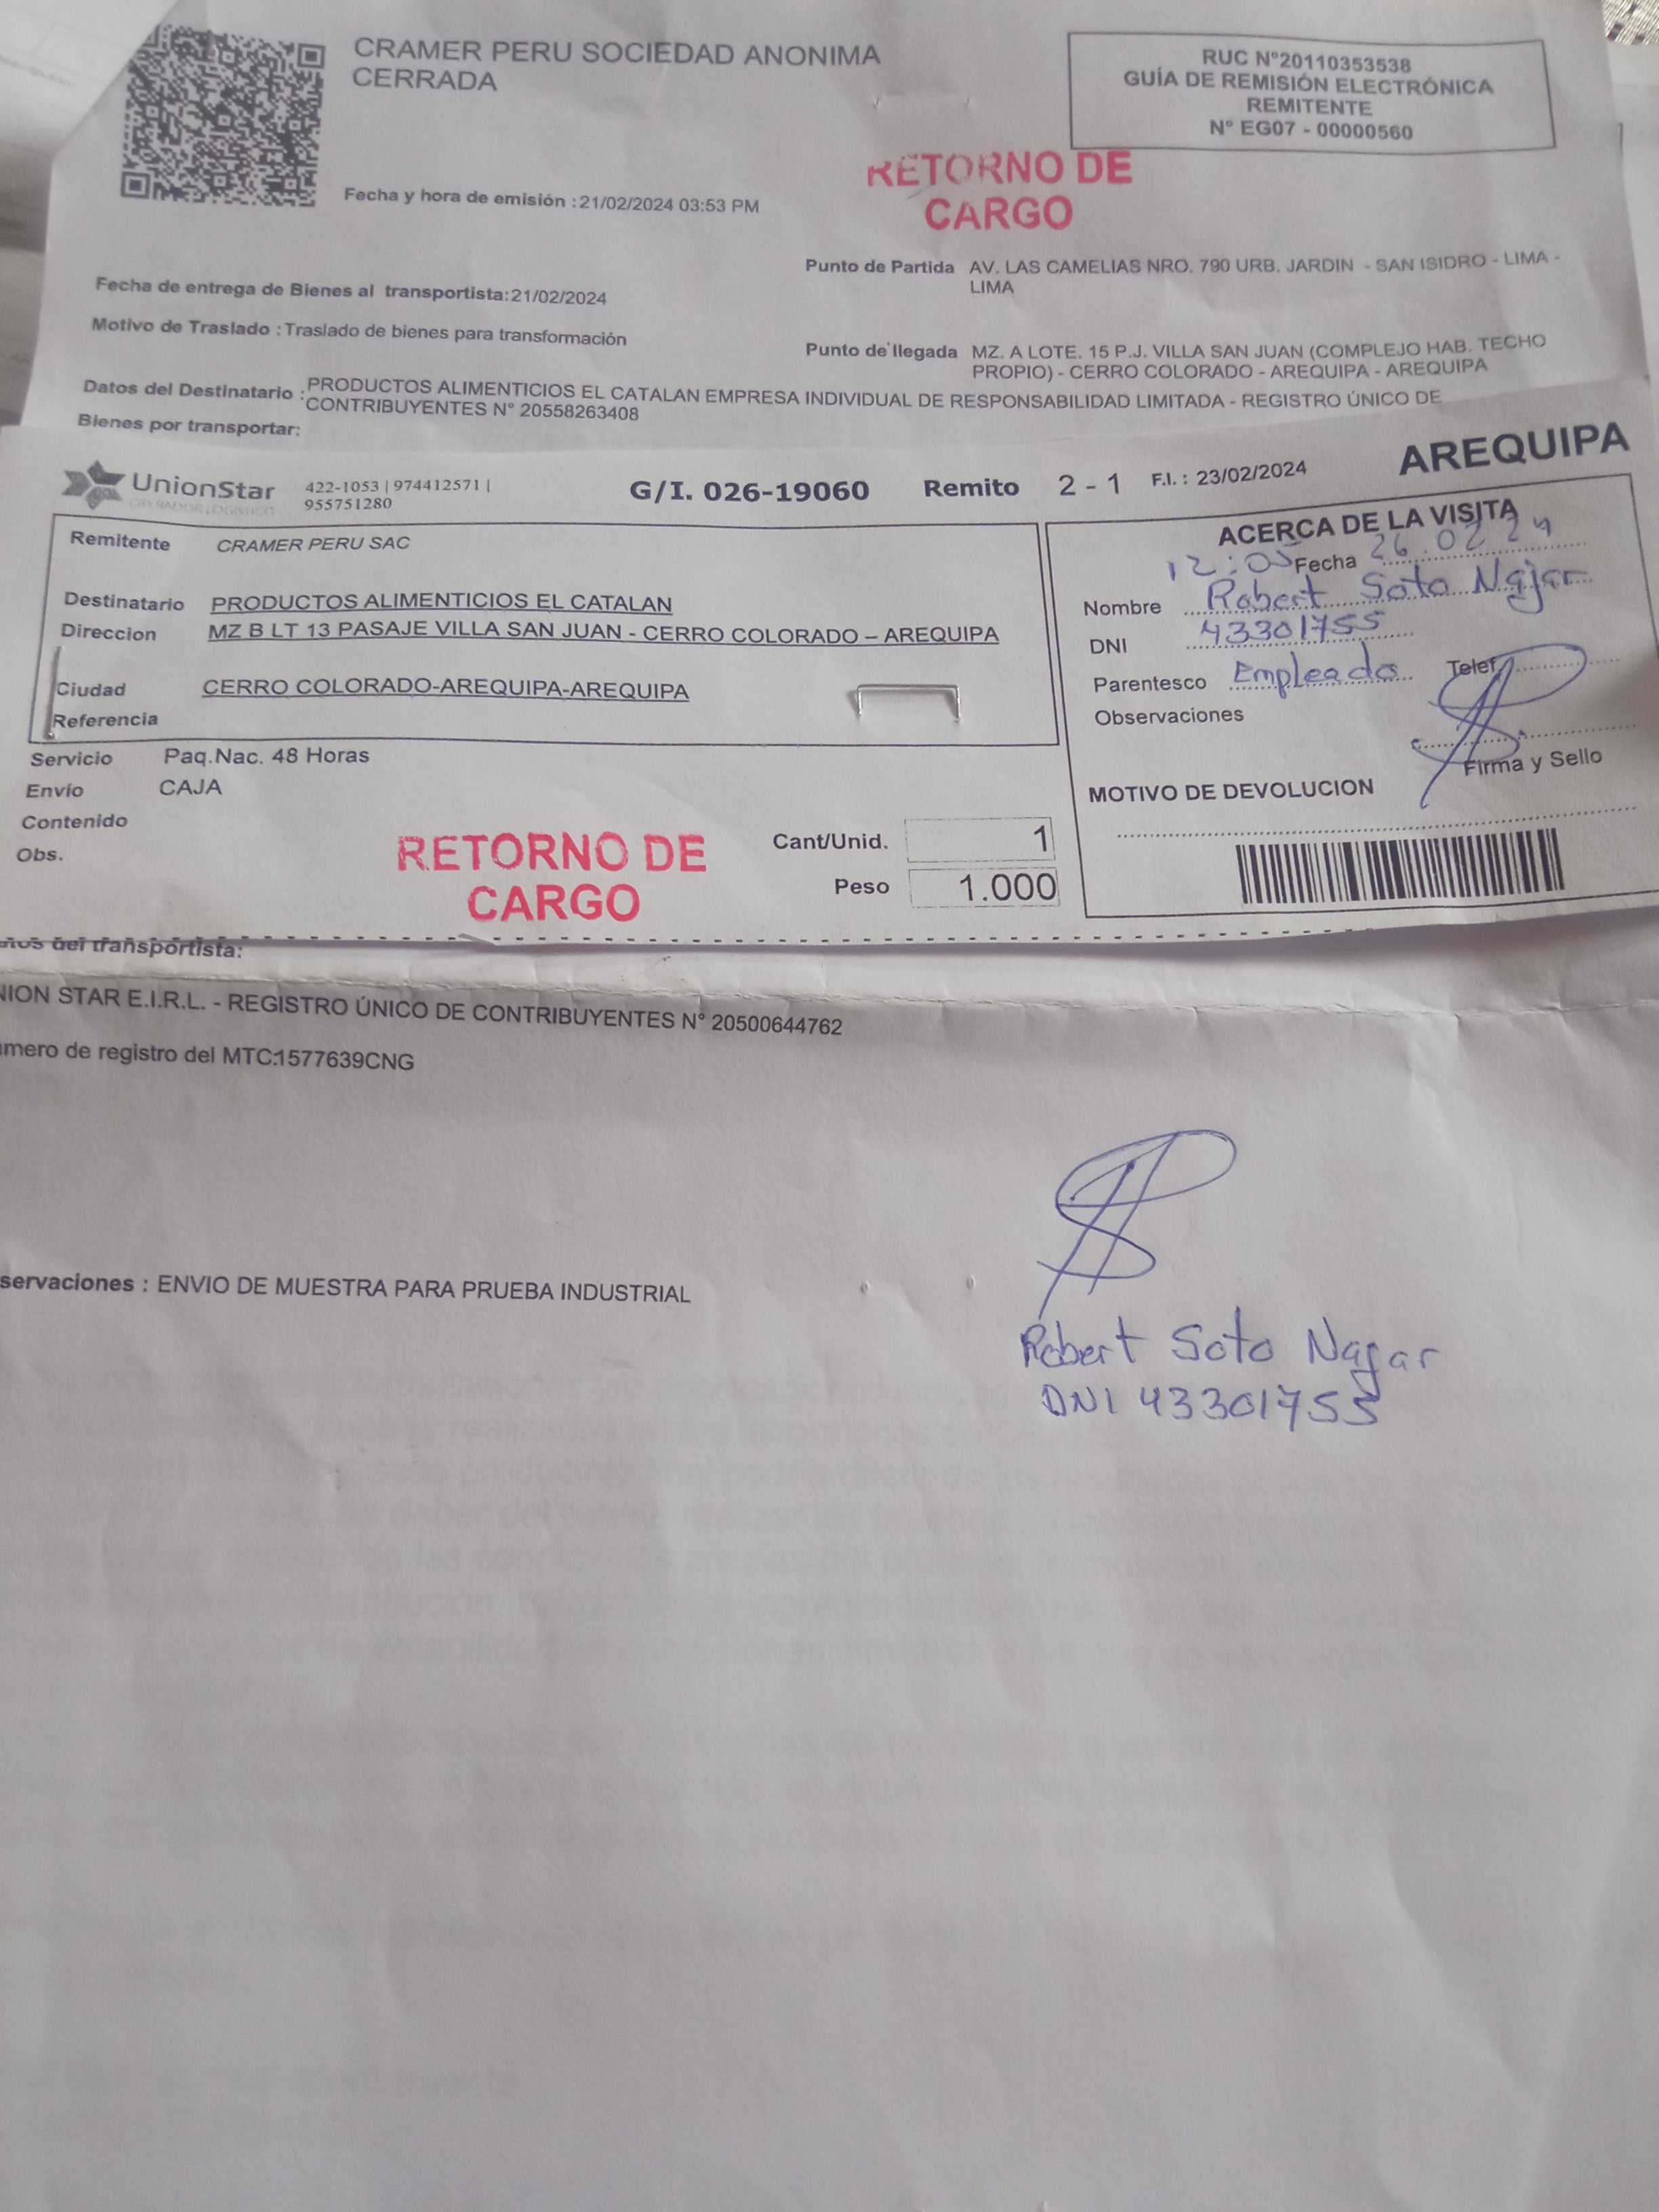 CRAMER PERU SOCIEDAD ANONIMA
CERRADA
RUC N°20110353538
GUÍA DE REMISIÓN ELECTRÓNICA
REMITENTE
N° EG07 - 00000560
RETORNO DE
CARGO
Fecha y hora de emisión :21/02/2024 03:53 PM
Fecha de entrega de Bienes al transportista:21/02/2024
Motivo de Traslado :Traslado de bienes para transformación
Punto de Partida AV. LAS CAMELIAS NRO. 790 URB. JARDIN - SAN ISIDRO - LIMA -
LIMA
Punto de llegada MZ. A LOTE. 15 P.J. VILLA SAN JUAN (COMPLEJO HAB. TECHO
PROPIO) - CERRO COLORADO - AREQUIPA - AREQUIPA
Datos del Destinatario :PRODUCTOS ALIMENTICIOS EL CATALAN EMPRESA INDIVIDUAL DE RESPONSABILIDAD LIMITADA - REGISTRO ÚNICO DE
CONTRIBUYENTES N° 20558263408
Bienes por transportar:
UnionStar
OPERADOR LOGISTICO
422-1053 | 974412571 |
955751280
G/I. 026-19060 Remito 2 - 1 F.I. : 23/02/2024 AREQUIPA
Remitente CRAMER PERU SAC
Destinatario PRODUCTOS ALIMENTICIOS EL CATALAN
Direccion MZ B LT 13 PASAJE VILLA SAN JUAN - CERRO COLORADO – AREQUIPA
Ciudad CERRO COLORADO-AREQUIPA-AREQUIPA
Referencia
Servicio Paq.Nac. 48 Horas
Envío CAJA
Contenido
Obs.
RETORNO DE
CARGO
Cant/Unid. 1
Peso 1.000
ACERCA DE LA VISITA
12:05 Fecha 26.02 24
Nombre Robert Soto Najar
DNI 43301755
Parentesco Empleado Telef.
Observaciones
Firma y Sello
MOTIVO DE DEVOLUCION
del transportista:
NION STAR E.I.R.L. - REGISTRO ÚNICO DE CONTRIBUYENTES N° 20500644762
mero de registro del MTC:1577639CNG
servaciones : ENVIO DE MUESTRA PARA PRUEBA INDUSTRIAL
Robert Soto Najar
DNI 43301755